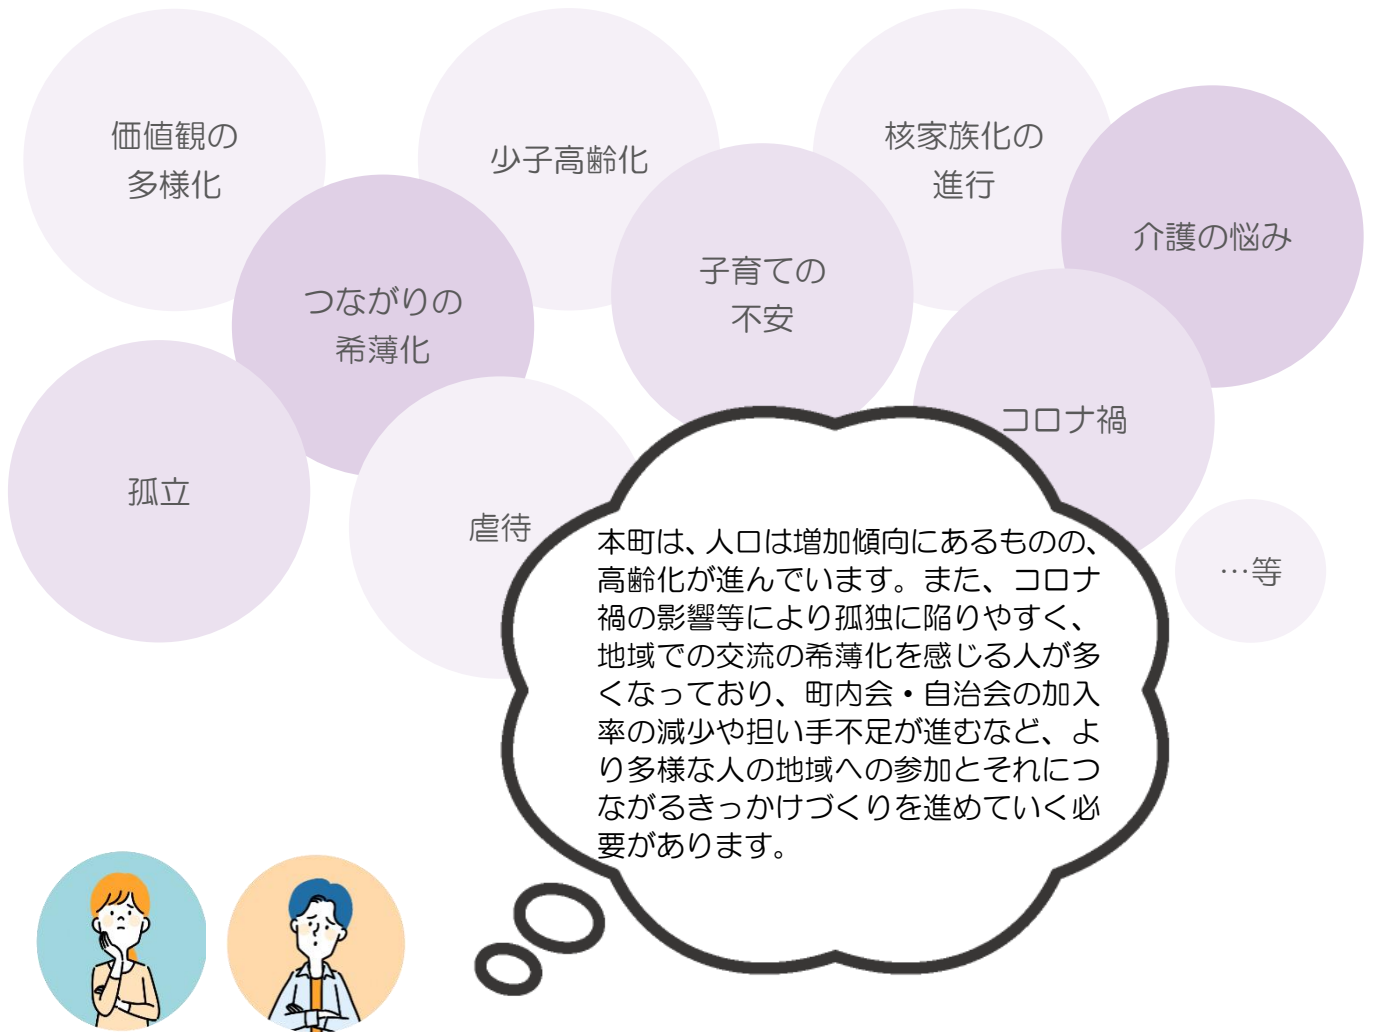 価値観の
多様化
少子高齢化
核家族化の
進行
介護の悩み
つながりの
希薄化
子育ての
不安
コロナ禍
孤立
虐待
…等
本町は、人口は増加傾向にあるものの、
高齢化が進んでいます。また、コロナ
禍の影響等により孤独に陥りやすく、
地域での交流の希薄化を感じる人が多
くなっており、町内会・自治会の加入
率の減少や担い手不足が進むなど、よ
り多様な人の地域への参加とそれにつ
ながるきっかけづくりを進めていく必
要があります。